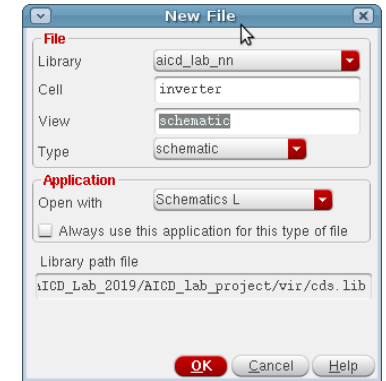 New File
File
Library aicd_lab_nn
Cell inverter
View schematic
Type schematic
Application
Open with Schematics L
Always use this application for this type of file
Library path file
AICD_Lab_2019/AICD_lab_project/vir/cds.lib
OK Cancel Help